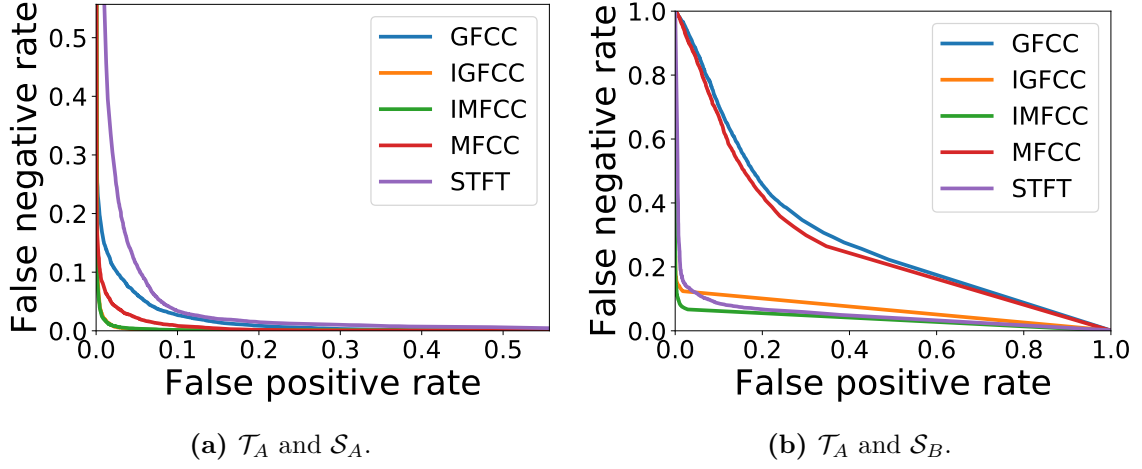 False negative rate
0.5
0.4
0.3
0.2
0.1
0.0
0.0 0.1 0.2 0.3 0.4 0.5
False positive rate
GFCC
IGFCC
IMFCC
MFCC
STFT
(a) 𝒯_A and 𝒮_A.
False negative rate
1.0
0.8
0.6
0.4
0.2
0.0
0.0 0.2 0.4 0.6 0.8 1.0
False positive rate
GFCC
IGFCC
IMFCC
MFCC
STFT
(b) 𝒯_A and 𝒮_B.